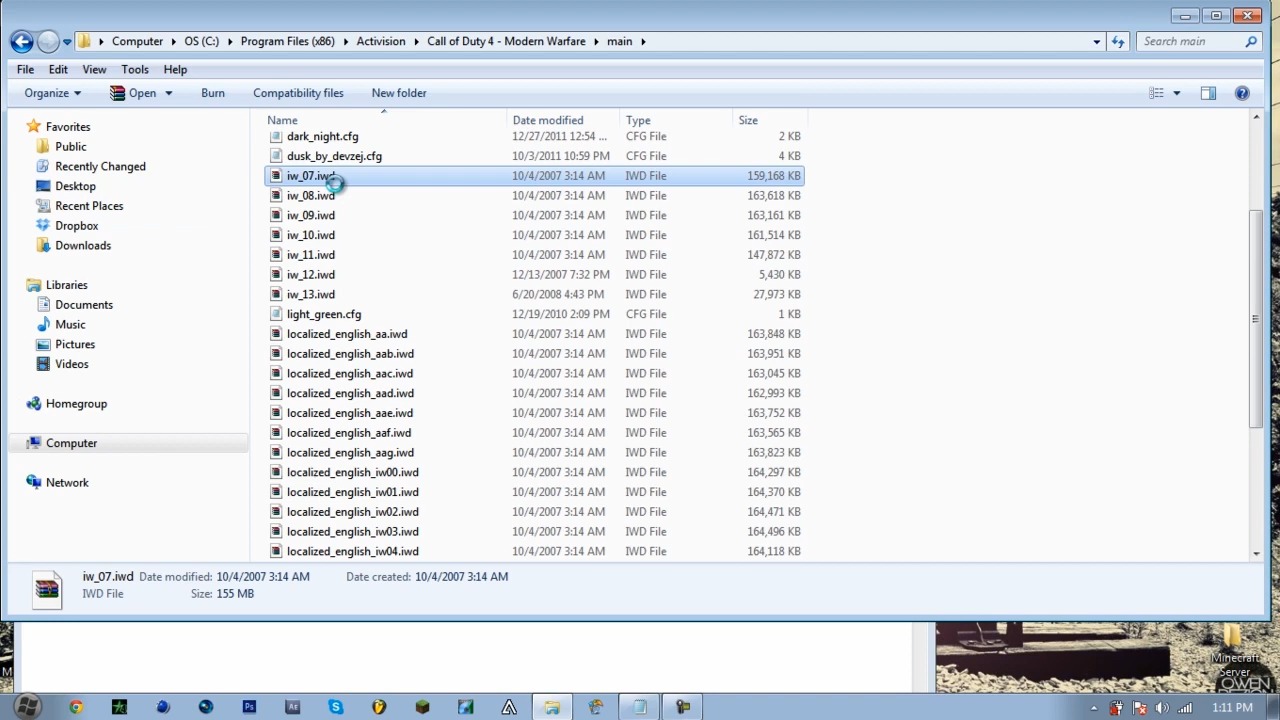 Computer OS (C:) Program Files (x86) Activision Call of Duty 4 - Modern Warfare main Search main
File Edit View Tools Help
Organize Open Burn Compatibility files New folder
Favorites
Public
Recently Changed
Desktop
Recent Places
Dropbox
Downloads
Libraries
Documents
Music
Pictures
Videos
Homegroup
Computer
Network
Name Date modified Type Size
dark_night.cfg 12/27/2011 12:54 ... CFG File 2 KB
dusk_by_devzej.cfg 10/3/2011 10:59 PM CFG File 4 KB
iw_07.iwd 10/4/2007 3:14 AM IWD File 159,168 KB
iw_08.iwd 10/4/2007 3:14 AM IWD File 163,618 KB
iw_09.iwd 10/4/2007 3:14 AM IWD File 163,161 KB
iw_10.iwd 10/4/2007 3:14 AM IWD File 161,514 KB
iw_11.iwd 10/4/2007 3:14 AM IWD File 147,872 KB
iw_12.iwd 12/13/2007 7:32 PM IWD File 5,430 KB
iw_13.iwd 6/20/2008 4:43 PM IWD File 27,973 KB
light_green.cfg 12/19/2010 2:09 PM CFG File 1 KB
localized_english_aa.iwd 10/4/2007 3:14 AM IWD File 163,848 KB
localized_english_aab.iwd 10/4/2007 3:14 AM IWD File 163,951 KB
localized_english_aac.iwd 10/4/2007 3:14 AM IWD File 163,045 KB
localized_english_aad.iwd 10/4/2007 3:14 AM IWD File 162,993 KB
localized_english_aae.iwd 10/4/2007 3:14 AM IWD File 163,752 KB
localized_english_aaf.iwd 10/4/2007 3:14 AM IWD File 163,565 KB
localized_english_aag.iwd 10/4/2007 3:14 AM IWD File 163,823 KB
localized_english_iw00.iwd 10/4/2007 3:14 AM IWD File 164,297 KB
localized_english_iw01.iwd 10/4/2007 3:14 AM IWD File 164,370 KB
localized_english_iw02.iwd 10/4/2007 3:14 AM IWD File 164,471 KB
localized_english_iw03.iwd 10/4/2007 3:14 AM IWD File 164,496 KB
localized_english_iw04.iwd 10/4/2007 3:14 AM IWD File 164,118 KB
iw_07.iwd Date modified: 10/4/2007 3:14 AM Date created: 10/4/2007 3:14 AM
IWD File Size: 155 MB
Minecraft
Server
OWEN
Ps Ae
1:11 PM